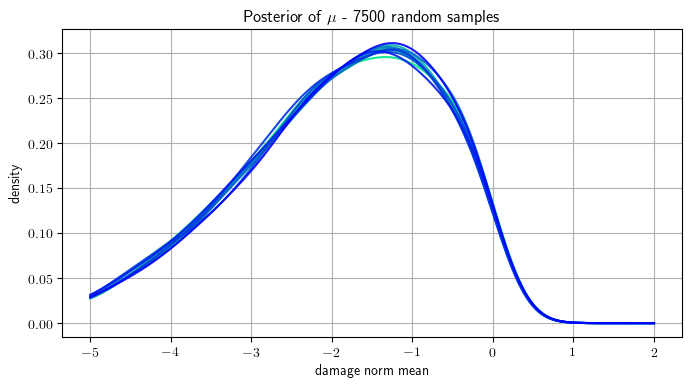 Posterior of μ - 7500 random samples
density
0.30
0.25
0.20
0.15
0.10
0.05
0.00
−5 −4 −3 −2 −1 0 1 2
damage norm mean